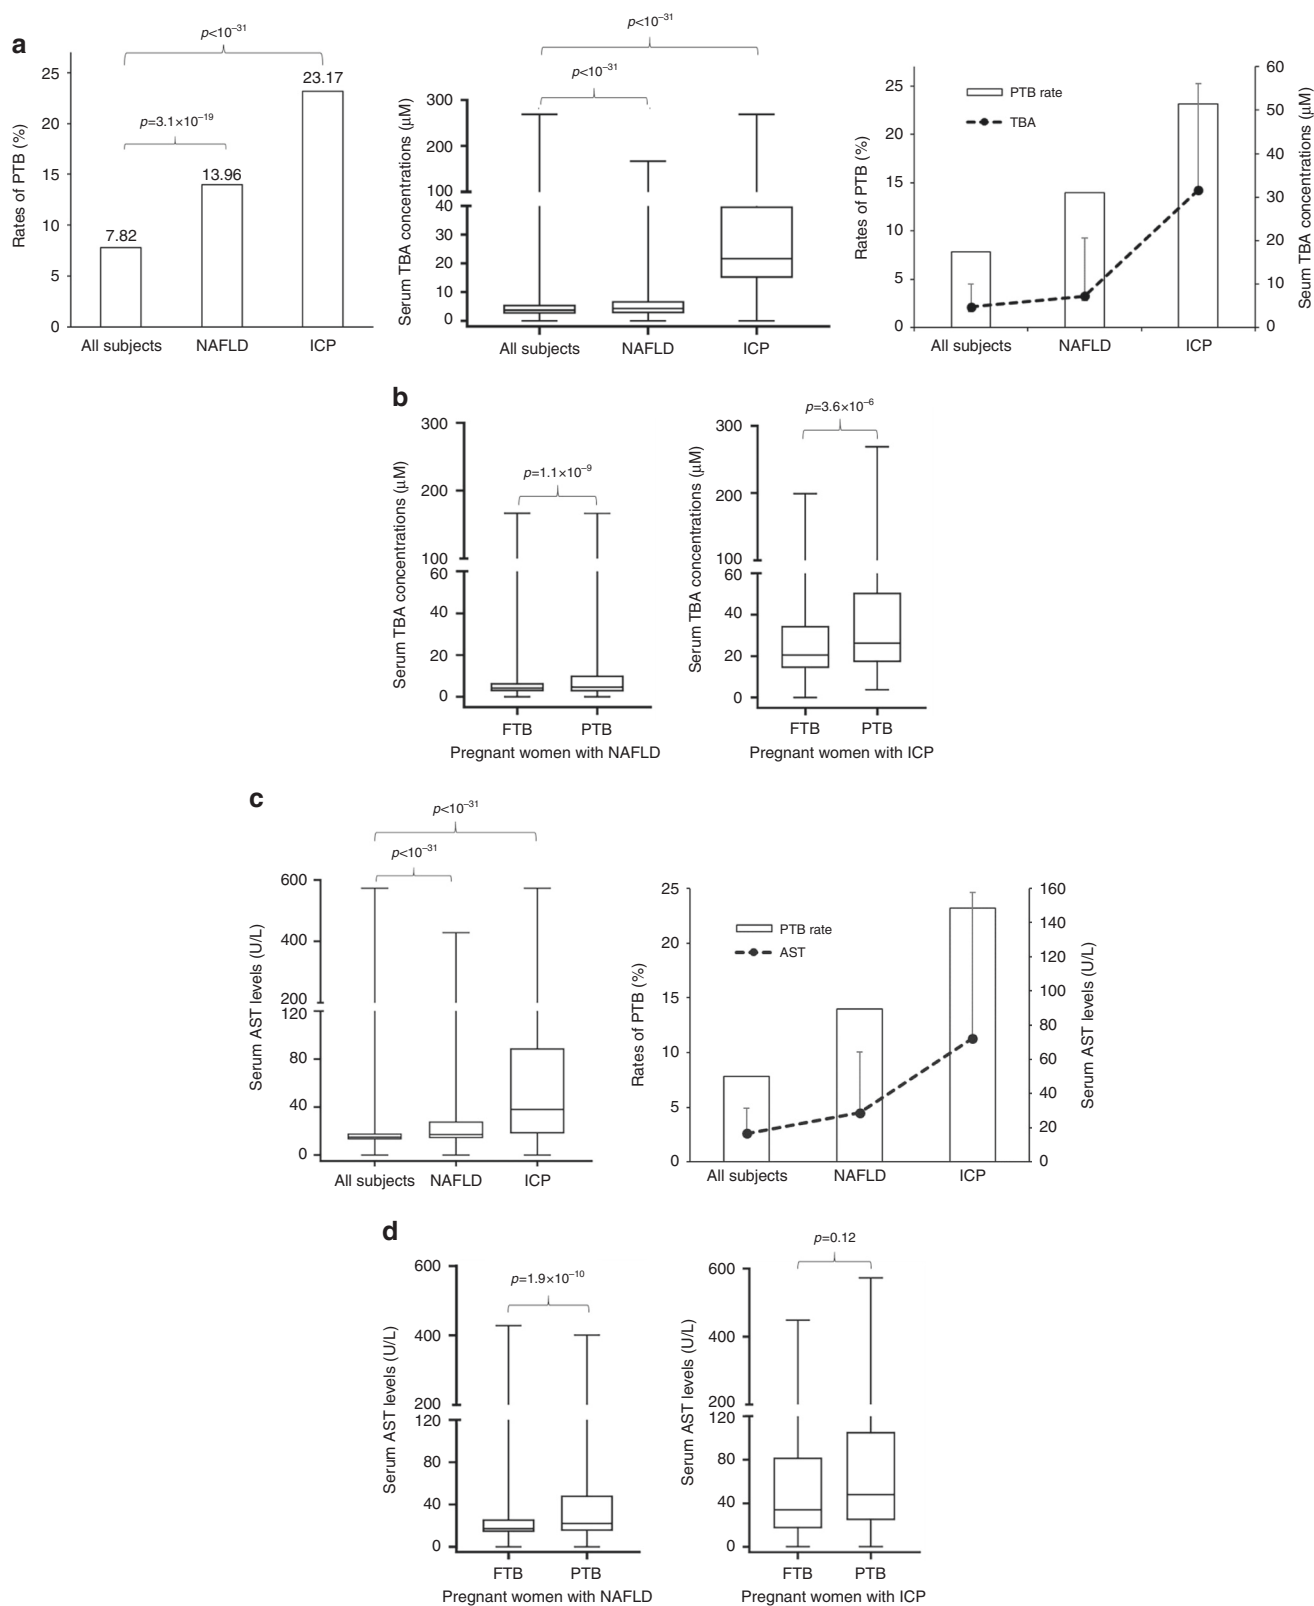 a
p<10⁻³¹
p=3.1×10⁻¹⁹
Rates of PTB (%)
25
20
15
10
5
0
7.82
13.96
23.17
All subjects NAFLD ICP
p<10⁻³¹
p<10⁻³¹
Serum TBA concentrations (μM)
300
200
100
40
30
20
10
0
All subjects NAFLD ICP
Rates of PTB (%)
25
20
15
10
5
0
PTB rate
TBA
60
50
40
30
20
10
0
Seum TBA concentrations (μM)
All subjects NAFLD ICP
b
Serum TBA concentrations (μM)
300
200
100
60
40
20
0
p=1.1×10⁻⁹
FTB PTB
Pregnant women with NAFLD
Serum TBA concentrations (μM)
300
200
100
60
40
20
0
p=3.6×10⁻⁶
FTB PTB
Pregnant women with ICP
c
p<10⁻³¹
p<10⁻³¹
Serum AST levels (U/L)
600
400
200
120
80
40
0
All subjects NAFLD ICP
Rates of PTB (%)
25
20
15
10
5
0
PTB rate
AST
160
140
120
100
80
60
40
20
0
Serum AST levels (U/L)
All subjects NAFLD ICP
d
Serum AST levels (U/L)
600
400
200
120
80
40
0
p=1.9×10⁻¹⁰
FTB PTB
Pregnant women with NAFLD
Serum AST levels (U/L)
600
400
200
120
80
40
0
p=0.12
FTB PTB
Pregnant women with ICP